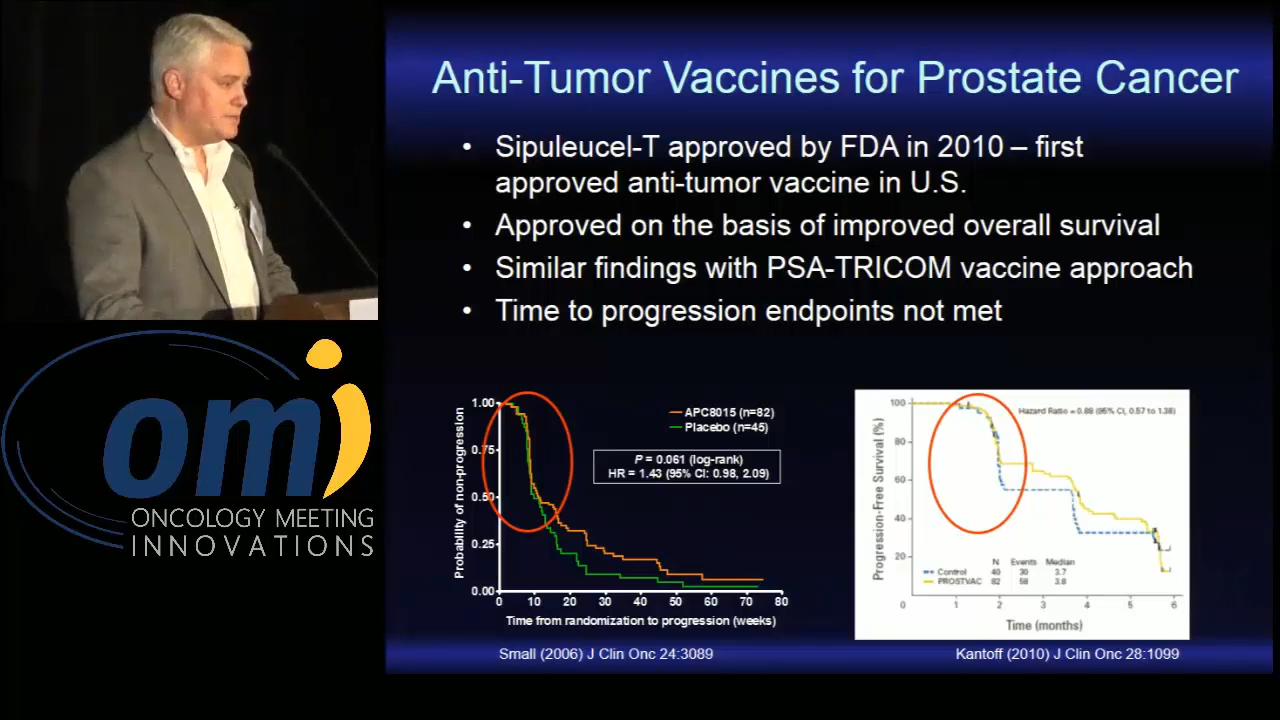 Anti-Tumor Vaccines for Prostate Cancer
• Sipuleucel-T approved by FDA in 2010 – first
approved anti-tumor vaccine in U.S.
• Approved on the basis of improved overall survival
• Similar findings with PSA-TRICOM vaccine approach
• Time to progression endpoints not met
omi
ONCOLOGY MEETING
INNOVATIONS
Probability of non-progression
1.00
0.75
0.50
0.25
0.00
APC8015 (n=82)
Placebo (n=45)
P = 0.061 (log-rank)
HR = 1.43 (95% CI: 0.98, 2.09)
0 10 20 30 40 50 60 70 80
Time from randomization to progression (weeks)
Small (2006) J Clin Onc 24:3089
Progression-Free Survival (%)
100
80
60
40
20
Hazard Ratio = 0.88 (95% CI, 0.57 to 1.38)
N Events Median
Control 40 30 3.7
PROSTVAC 82 58 3.8
0 1 2 3 4 5 6
Time (months)
Kantoff (2010) J Clin Onc 28:1099